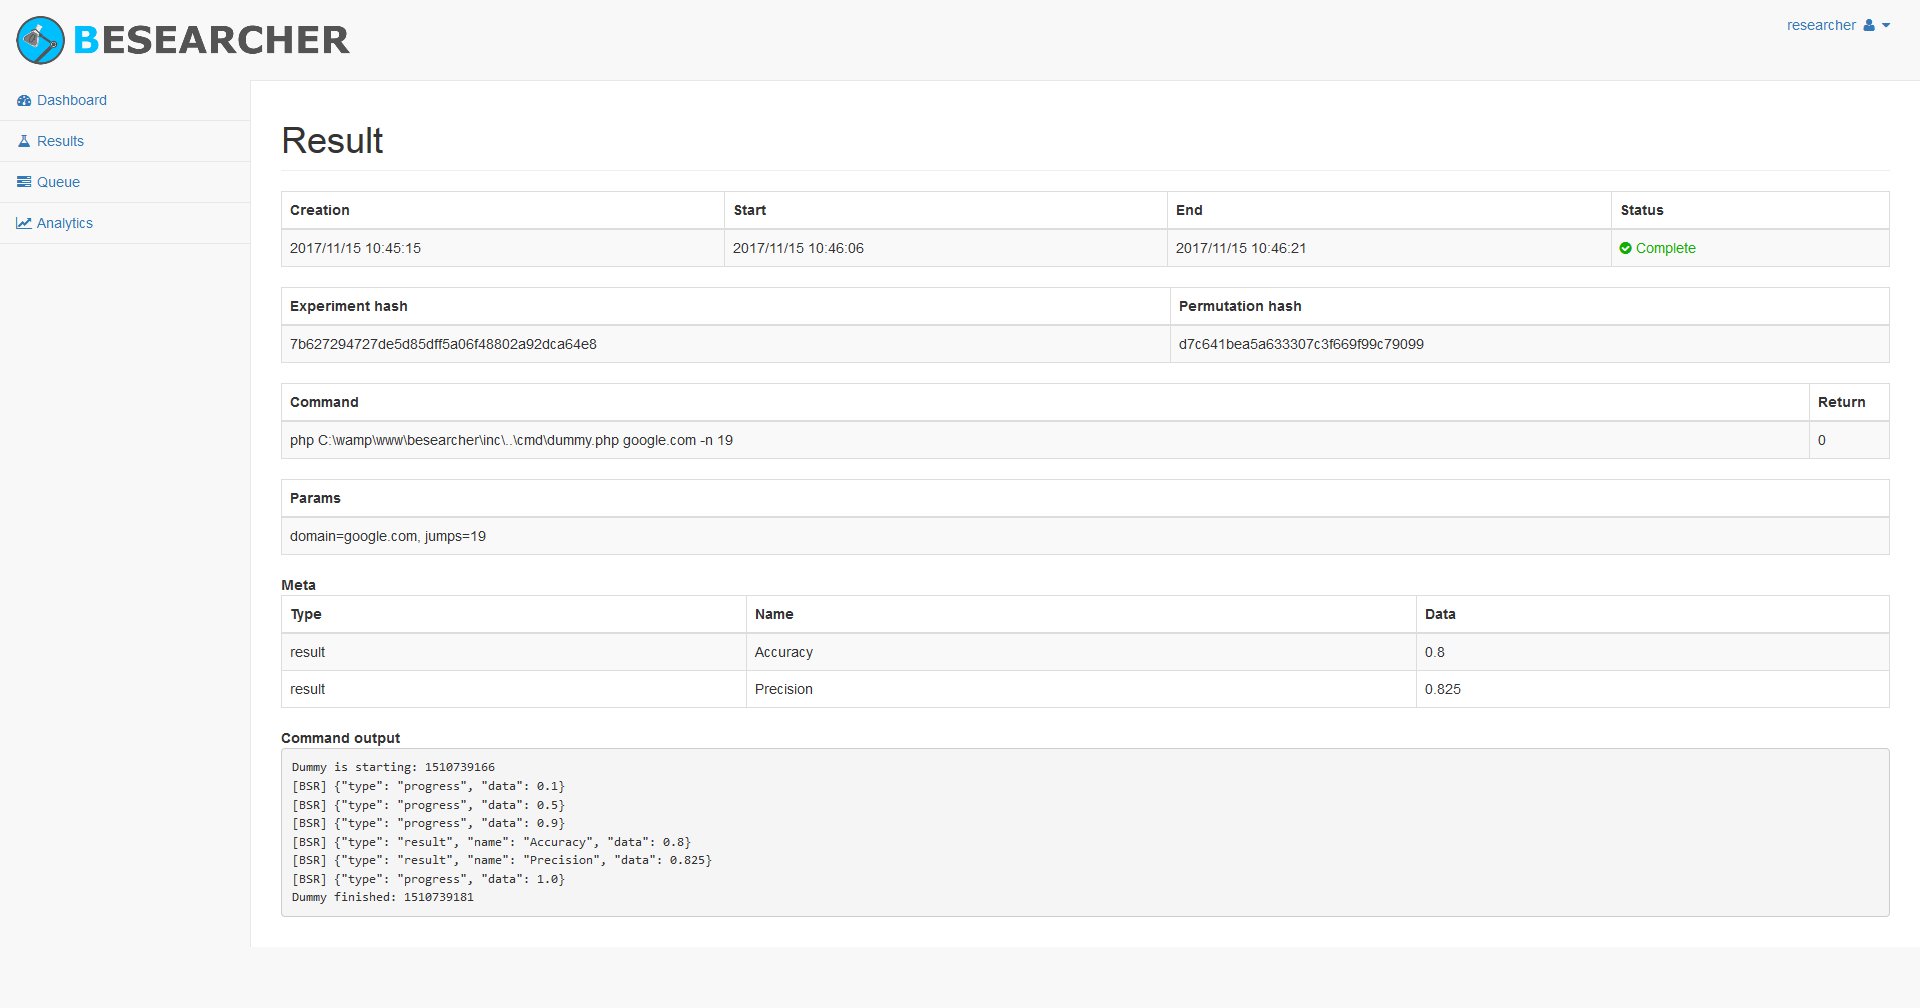 BESEARCHER
researcher
Dashboard
Results
Queue
Analytics
Result
Creation Start End Status
2017/11/15 10:45:15 2017/11/15 10:46:06 2017/11/15 10:46:21 Complete
Experiment hash Permutation hash
7b627294727de5d85dff5a06f48802a92dca64e8 d7c641bea5a633307c3f669f99c79099
Command Return
php C:\wamp\www\besearcher\inc\..\cmd\dummy.php google.com -n 19 0
Params
domain=google.com, jumps=19
Meta
Type Name Data
result Accuracy 0.8
result Precision 0.825
Command output
Dummy is starting: 1510739166
[BSR] {"type": "progress", "data": 0.1}
[BSR] {"type": "progress", "data": 0.5}
[BSR] {"type": "progress", "data": 0.9}
[BSR] {"type": "result", "name": "Accuracy", "data": 0.8}
[BSR] {"type": "result", "name": "Precision", "data": 0.825}
[BSR] {"type": "progress", "data": 1.0}
Dummy finished: 1510739181